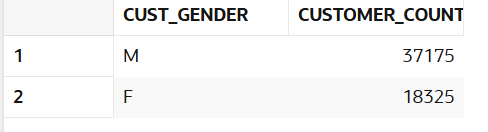 CUST_GENDER CUSTOMER_COUNT
1 M 37175
2 F 18325